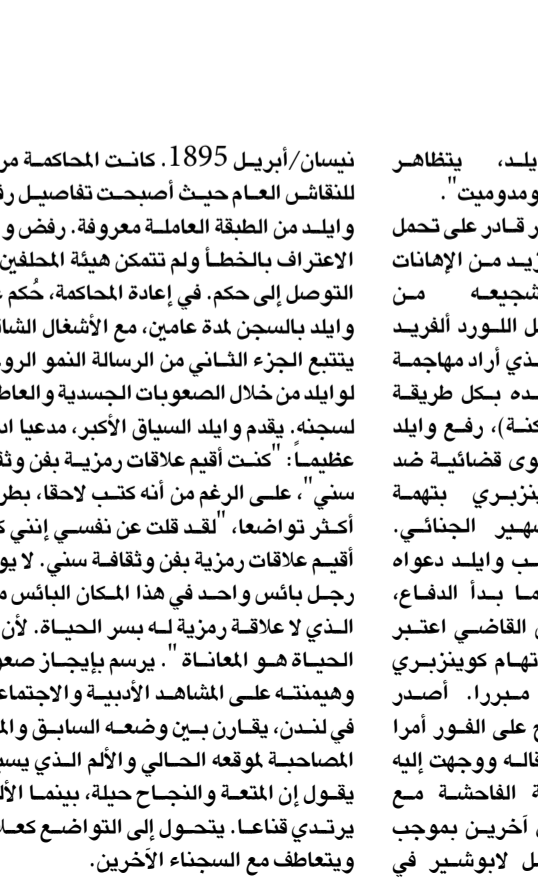 يلد، يتظاهر
ومدوميت".
ر قادر على تحمل
زيد من الإهانات
شجيعه من
ل اللورد ألفريد
ذي أراد مهاجمة
ده بكل طريقة
كنة)، رفع وايلد
وى قضائية ضد
ينزبري بتهمة
هير الجنائي.
ب وايلد دعواه
ما بدأ الدفاع،
القاضي اعتبر
تهام كوينزبري
مبررا. أصدر
ح على الفور أمرا
قاله ووجهت إليه
ة الفاحشة مع
آخرين بموجب
ل لابوشير في
نيسان/أبريل 1895. كانت المحاكمة مر
للنقاش العام حيث أصبحت تفاصيل رف
وايلد من الطبقة العاملة معروفة. رفض و
الاعتراف بالخطأ ولم تتمكن هيئة المحلفين
التوصل إلى حكم. في إعادة المحاكمة، حُكم ع
وايلد بالسجن لمدة عامين، مع الأشغال الشا
يتتبع الجزء الثاني من الرسالة النمو الرو
لوايلد من خلال الصعوبات الجسدية والعاط
لسجنه. يقدم وايلد السياق الأكبر، مدعيا ا
عظيماً: "كنت أقيم علاقات رمزية بفن وثق
سني"، على الرغم من أنه كتب لاحقا، بطر
أكثر تواضعا، "لقد قلت عن نفسي إنني ك
أقيم علاقات رمزية بفن وثقافة سني. لا يو
رجل بائس واحد في هذا المكان البائس م
الذي لا علاقة رمزية له بسر الحياة. لأن
الحياة هو المعاناة ". يرسم بإيجاز صعو
وهيمنته على المشاهد الأدبية والاجتماع
في لندن، يقارن بين وضعه السابق والم
المصاحبة لموقعه الحالي والألم الذي يسب
يقول إن المتعة والنجاح حيلة، بينما الأل
يرتدي قناعا. يتحول إلى التواضع كعلا
ويتعاطف مع السجناء الآخرين.